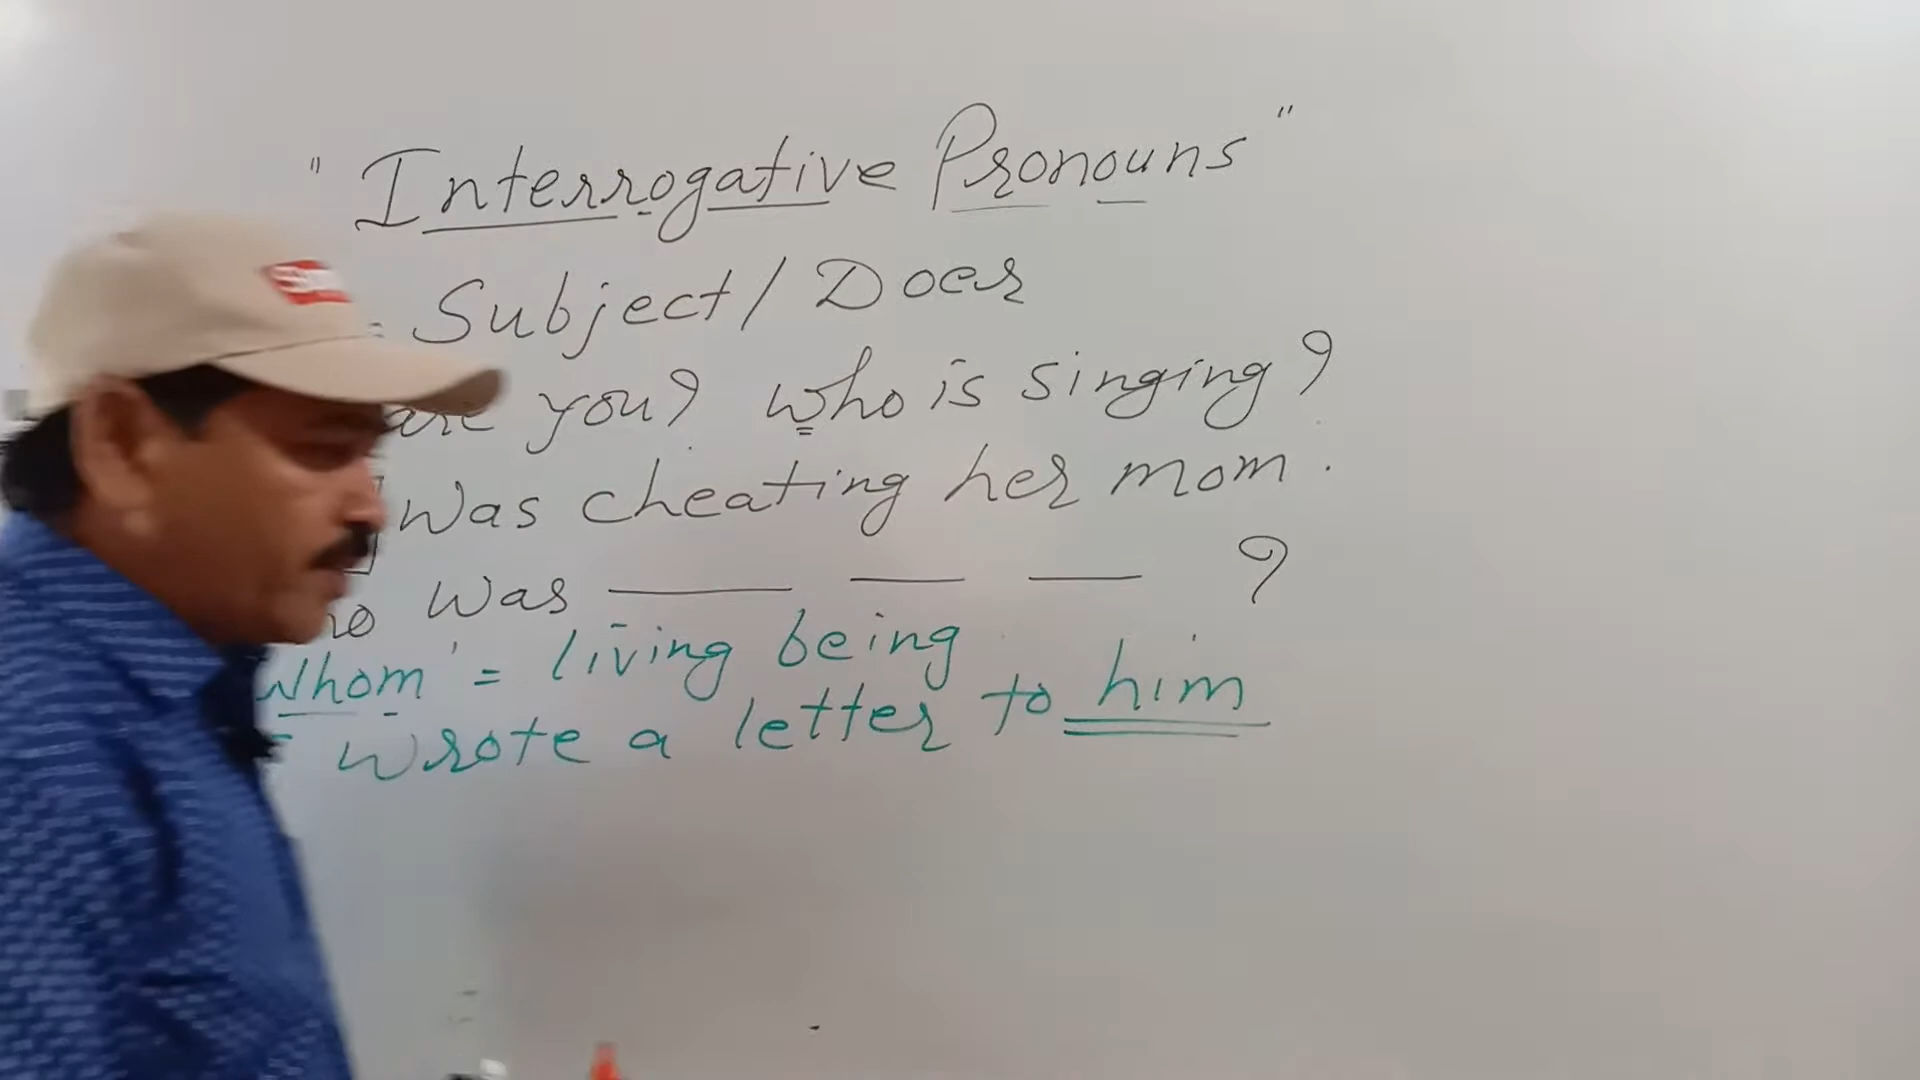 " Interrogative Pronouns "
= Subject / Doer
are you? who is singing?
was cheating her mom.
was ___ ___ ___ ?
Whom' = living being
I wrote a letter to him